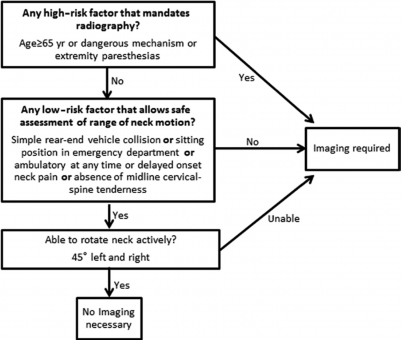 Any high-risk factor that mandates
radiography?
Age≥65 yr or dangerous mechanism or
extremity paresthesias
No
Yes
Any low-risk factor that allows safe
assessment of range of neck motion?
Simple rear-end vehicle collision or sitting
position in emergency department or
ambulatory at any time or delayed onset
neck pain or absence of midline cervical-
spine tenderness
No
Imaging required
Yes
Unable
Able to rotate neck actively?
45° left and right
Yes
No Imaging
necessary